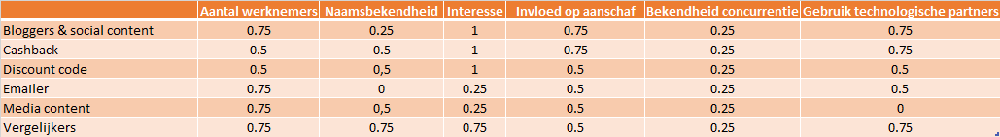 Aantal werknemers Naamsbekendheid Interesse Invloed op aanschaf Bekendheid concurrentie Gebruik technologische partners
Bloggers & social content 0.75 0.25 1 0.75 0.25 0.75
Cashback 0.5 0.5 1 0.75 0.25 0.75
Discount code 0.5 0,5 1 0.5 0.25 0.5
Emailer 0.75 0 0.25 0.5 0.25 0.5
Media content 0.75 0,5 0.25 0.5 0.25 0
Vergelijkers 0.75 0.75 0.75 0.5 0.25 0.75